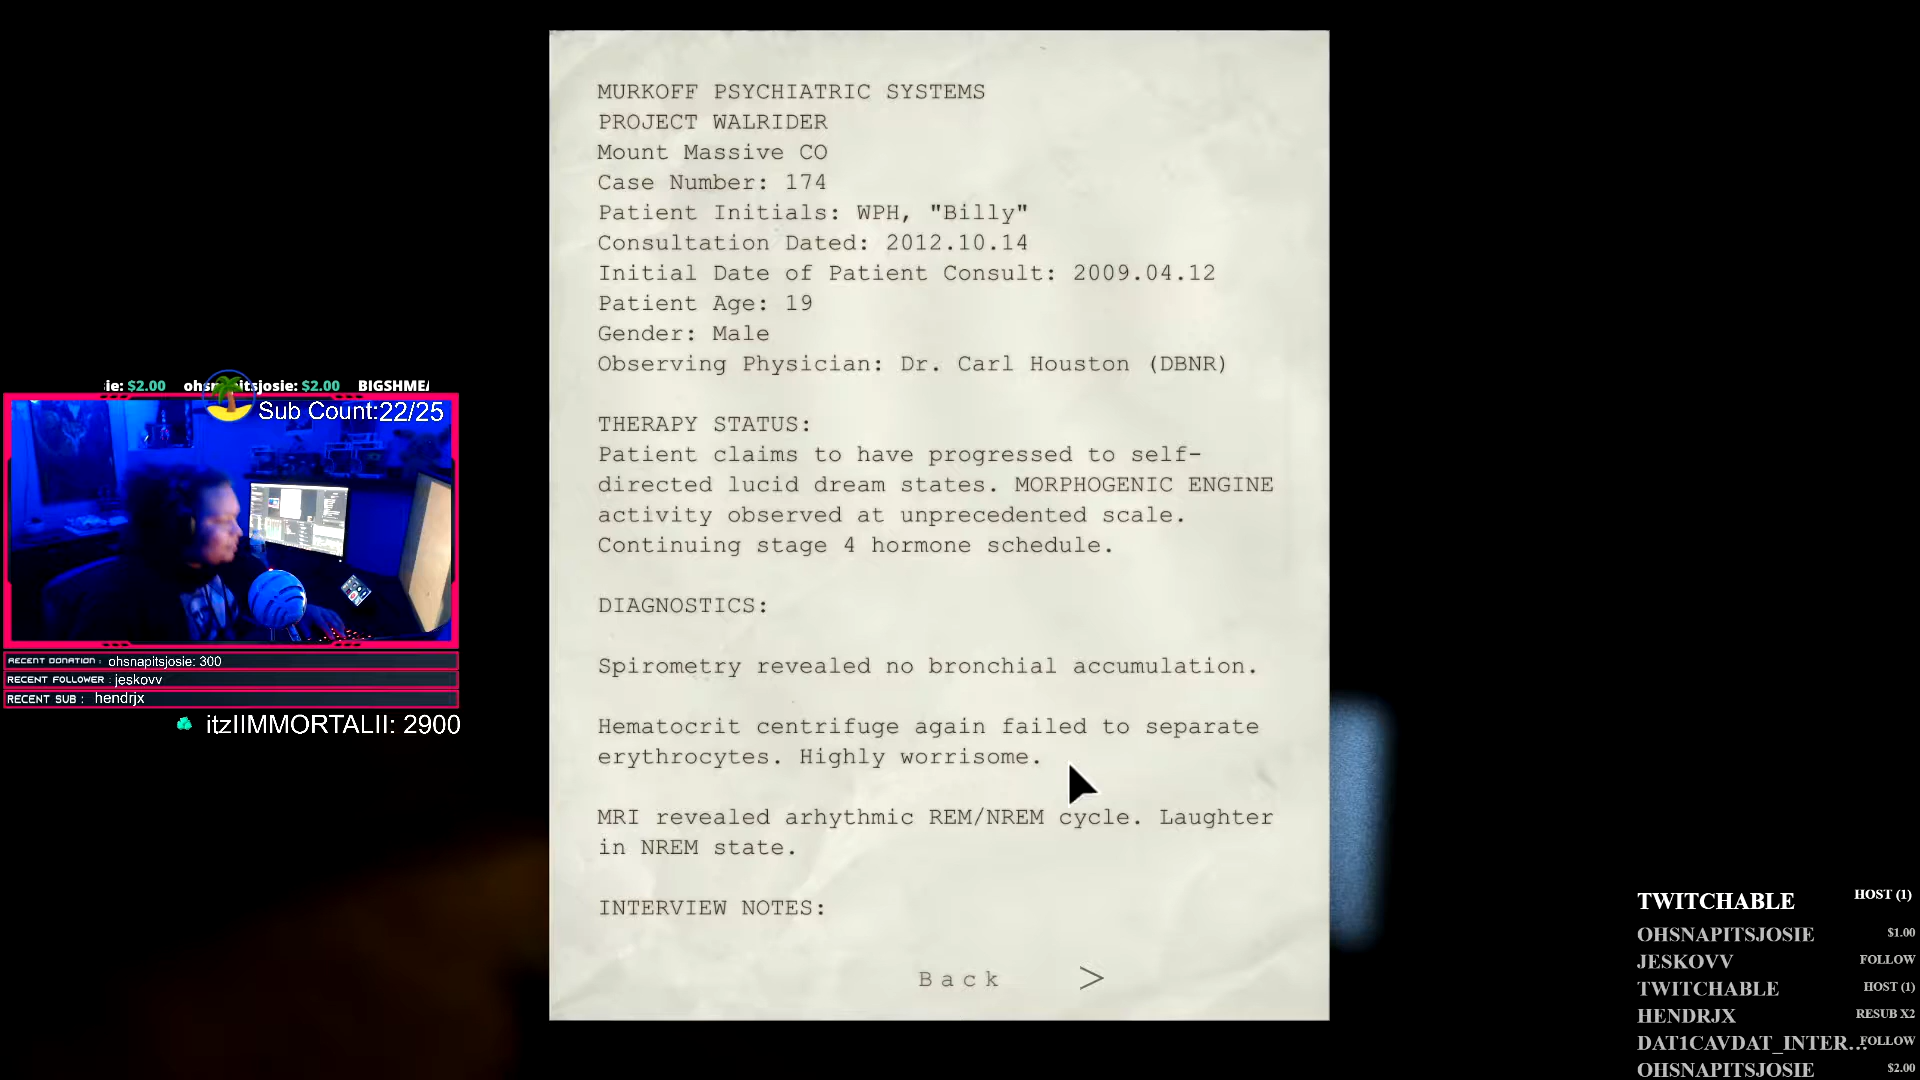 MURKOFF PSYCHIATRIC SYSTEMS
PROJECT WALRIDER
Mount Massive CO
Case Number: 174
Patient Initials: WPH, "Billy"
Consultation Dated: 2012.10.14
Initial Date of Patient Consult: 2009.04.12
Patient Age: 19
Gender: Male
Observing Physician: Dr. Carl Houston (DBNR)
THERAPY STATUS:
Patient claims to have progressed to self-
directed lucid dream states. MORPHOGENIC ENGINE
activity observed at unprecedented scale.
Continuing stage 4 hormone schedule.
DIAGNOSTICS:
Spirometry revealed no bronchial accumulation.
Hematocrit centrifuge again failed to separate
erythrocytes. Highly worrisome.
MRI revealed arhythmic REM/NREM cycle. Laughter
in NREM state.
INTERVIEW NOTES:
Back >
ie: $2.00 ohsnapitsjosie: $2.00 BIGSHMEA
Sub Count:22/25
RECENT DONATION : ohsnapitsjosie: 300
RECENT FOLLOWER : jeskovv
RECENT SUB : hendrjx
itzIIMMORTALII: 2900
TWITCHABLE HOST (1)
OHSNAPITSJOSIE $1.00
JESKOVV FOLLOW
TWITCHABLE HOST (1)
HENDRJX RESUB X2
DAT1CAVDAT_INTER... FOLLOW
OHSNAPITSJOSIE $2.00